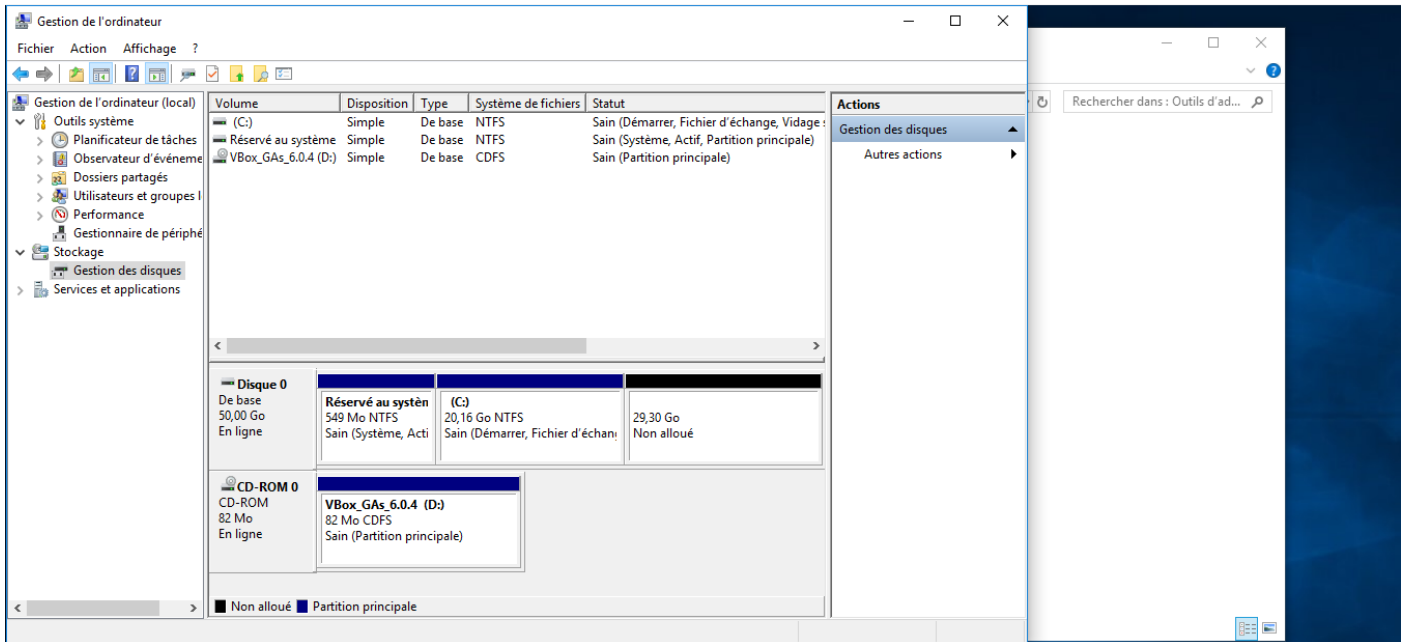 Gestion de l'ordinateur
Fichier Action Affichage ?
Rechercher dans : Outils d'ad...
Gestion de l'ordinateur (local)
Outils système
Planificateur de tâches
Observateur d'événeme
Dossiers partagés
Utilisateurs et groupes l
Performance
Gestionnaire de périphé
Stockage
Gestion des disques
Services et applications
Volume Disposition Type Système de fichiers Statut
(C:) Simple De base NTFS Sain (Démarrer, Fichier d'échange, Vidage
Réservé au système Simple De base NTFS Sain (Système, Actif, Partition principale)
VBox_GAs_6.0.4 (D:) Simple De base CDFS Sain (Partition principale)
Actions
Gestion des disques
Autres actions
Disque 0
De base
50,00 Go
En ligne
Réservé au systèn
549 Mo NTFS
Sain (Système, Acti
(C:)
20,16 Go NTFS
Sain (Démarrer, Fichier d'échan
29,30 Go
Non alloué
CD-ROM 0
CD-ROM
82 Mo
En ligne
VBox_GAs_6.0.4 (D:)
82 Mo CDFS
Sain (Partition principale)
Non alloué Partition principale